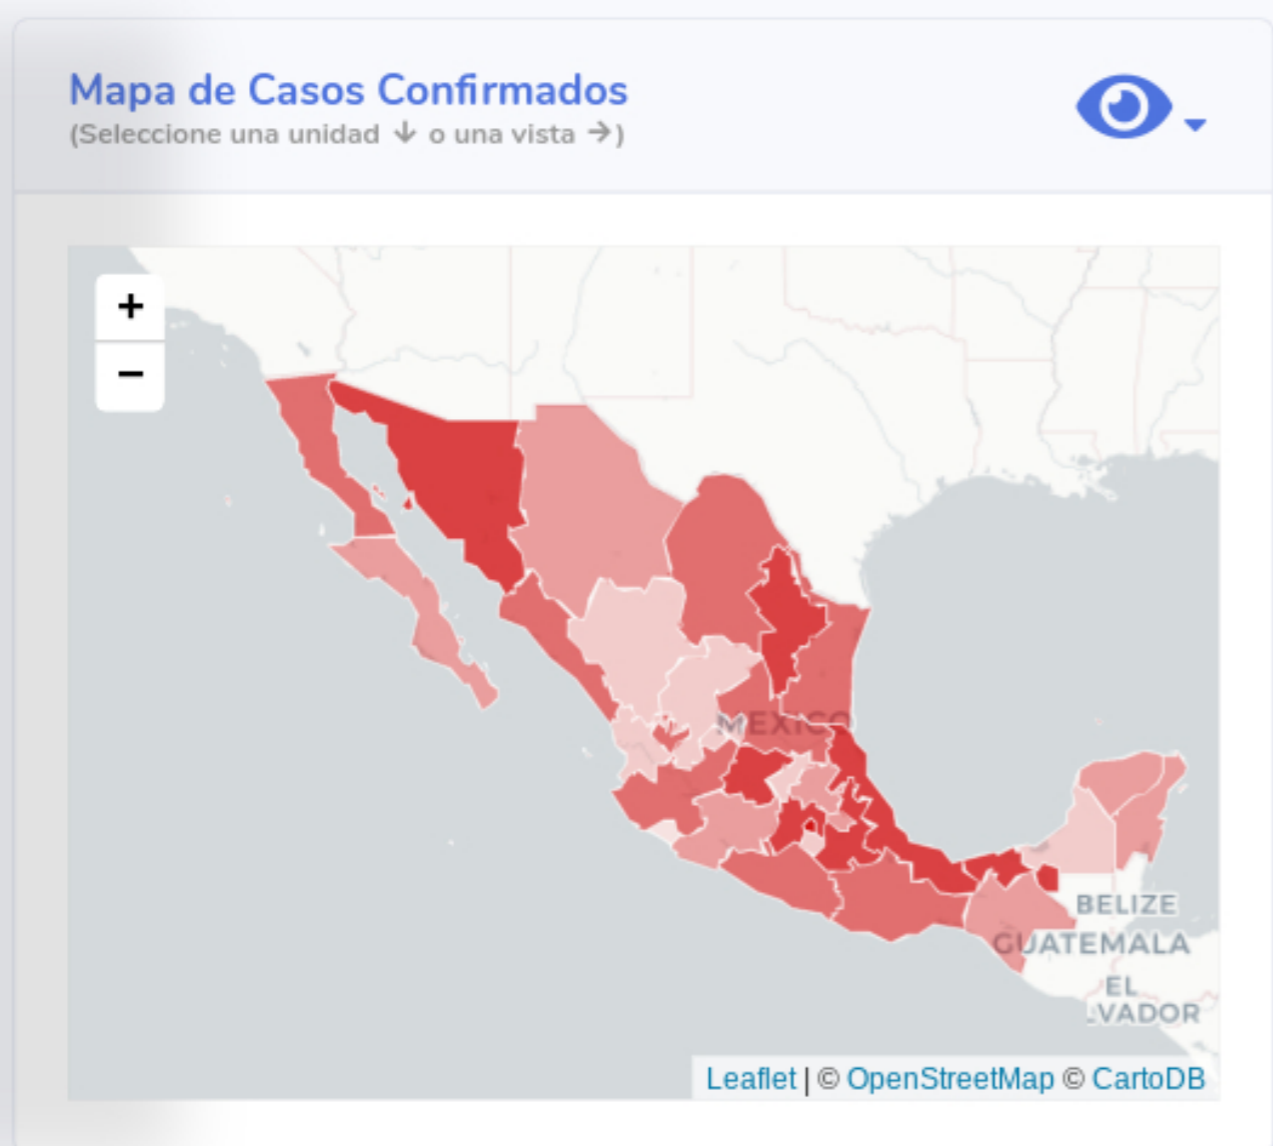 Mapa de Casos Confirmados
(Seleccione una unidad ↓ o una vista →)
+
−
MEXICO
BELIZE
GUATEMALA
EL
.VADOR
Leaflet | © OpenStreetMap © CartoDB